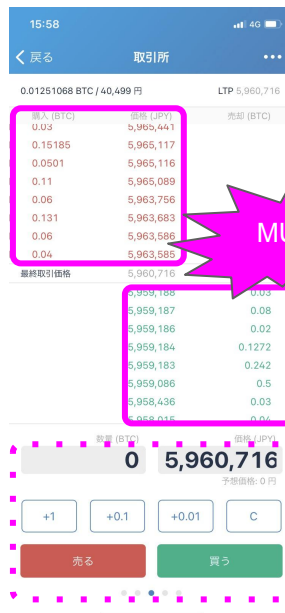 15:58 4G
戻る 取引所
0.01251068 BTC / 40,499 円 LTP 5,960,716
購入 (BTC) 価格 (JPY) 売却 (BTC)
0.03 5,965,441
0.15185 5,965,117
0.0501 5,965,116
0.11 5,965,089
0.06 5,963,756
0.131 5,963,683
0.06 5,963,586
0.04 5,963,585
MU
最終取引価格 5,960,716
5,959,188 0.03
5,959,187 0.08
5,959,186 0.02
5,959,184 0.1272
5,959,183 0.242
5,959,086 0.5
5,958,436 0.03
5,958,015 0.04
数量 (BTC) 価格 (JPY)
0 5,960,716
予想価格: 0 円
+1 +0.1 +0.01 C
売る 買う